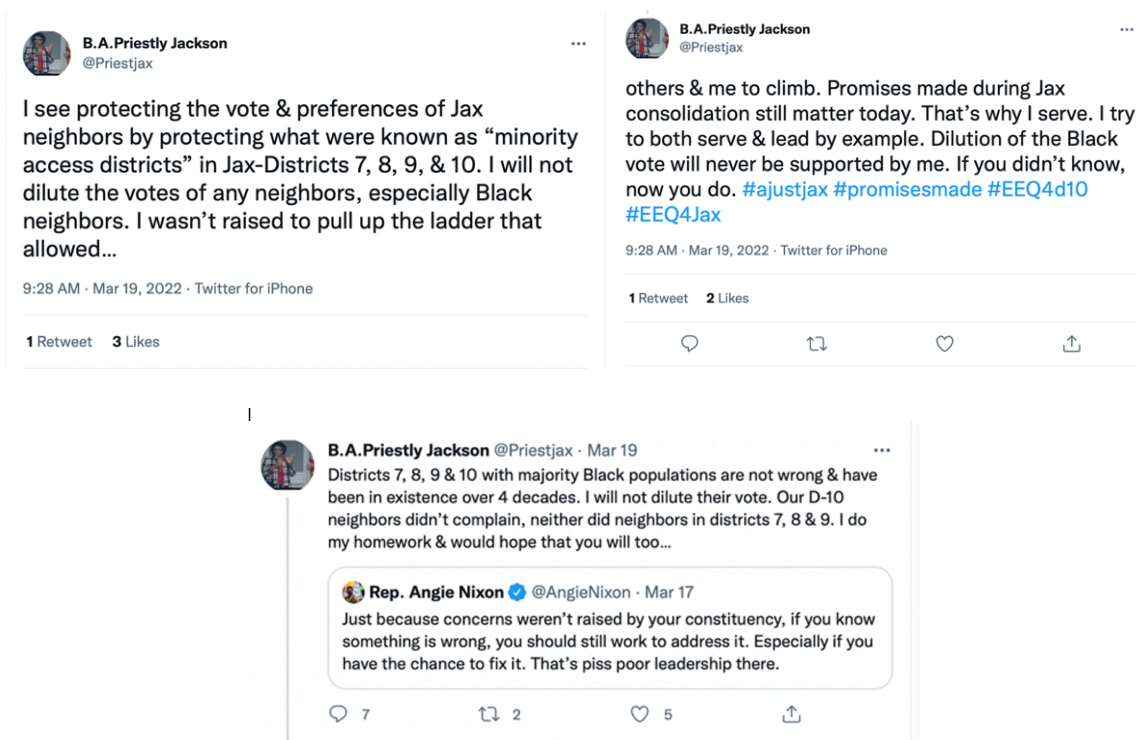 B.A.Priestly Jackson
@Priestjax
I see protecting the vote & preferences of Jax
neighbors by protecting what were known as “minority
access districts” in Jax-Districts 7, 8, 9, & 10. I will not
dilute the votes of any neighbors, especially Black
neighbors. I wasn’t raised to pull up the ladder that
allowed...
9:28 AM · Mar 19, 2022 · Twitter for iPhone
1 Retweet 3 Likes
B.A.Priestly Jackson
@Priestjax
others & me to climb. Promises made during Jax
consolidation still matter today. That’s why I serve. I try
to both serve & lead by example. Dilution of the Black
vote will never be supported by me. If you didn’t know,
now you do. #ajustjax #promisesmade #EEQ4d10
#EEQ4Jax
9:28 AM · Mar 19, 2022 · Twitter for iPhone
1 Retweet 2 Likes
B.A.Priestly Jackson @Priestjax · Mar 19
Districts 7, 8, 9 & 10 with majority Black populations are not wrong & have
been in existence over 4 decades. I will not dilute their vote. Our D-10
neighbors didn’t complain, neither did neighbors in districts 7, 8 & 9. I do
my homework & would hope that you will too...
Rep. Angie Nixon @AngieNixon · Mar 17
Just because concerns weren’t raised by your constituency, if you know
something is wrong, you should still work to address it. Especially if you
have the chance to fix it. That’s piss poor leadership there.
7 2 5